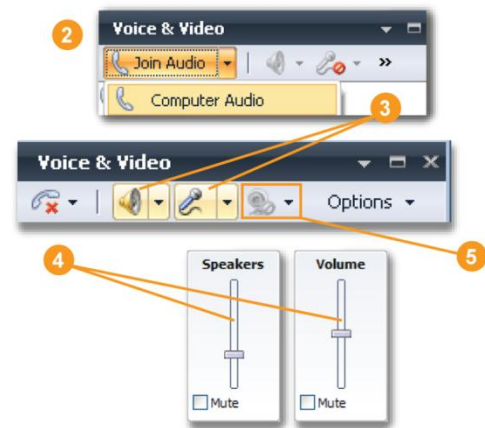 2
Voice & Video
Join Audio
»
Computer Audio
3
Voice & Video
Options
5
4
Speakers
Volume
Mute
Mute